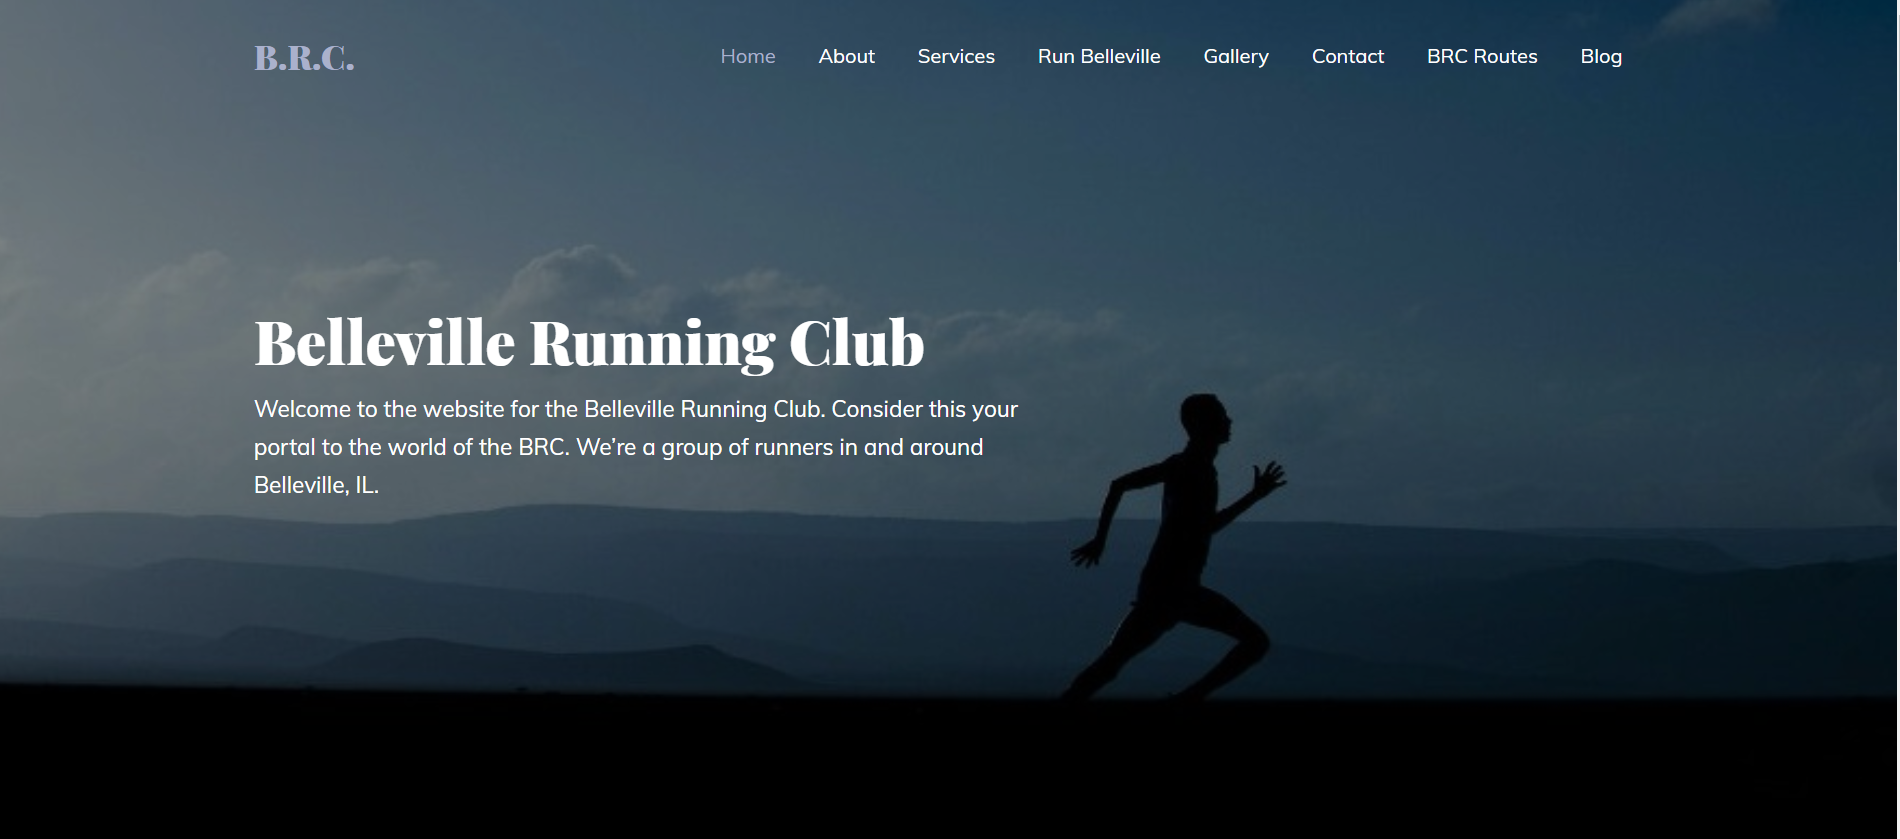 B.R.C.
Home About Services Run Belleville Gallery Contact BRC Routes Blog
Belleville Running Club
Welcome to the website for the Belleville Running Club. Consider this your
portal to the world of the BRC. We’re a group of runners in and around
Belleville, IL.